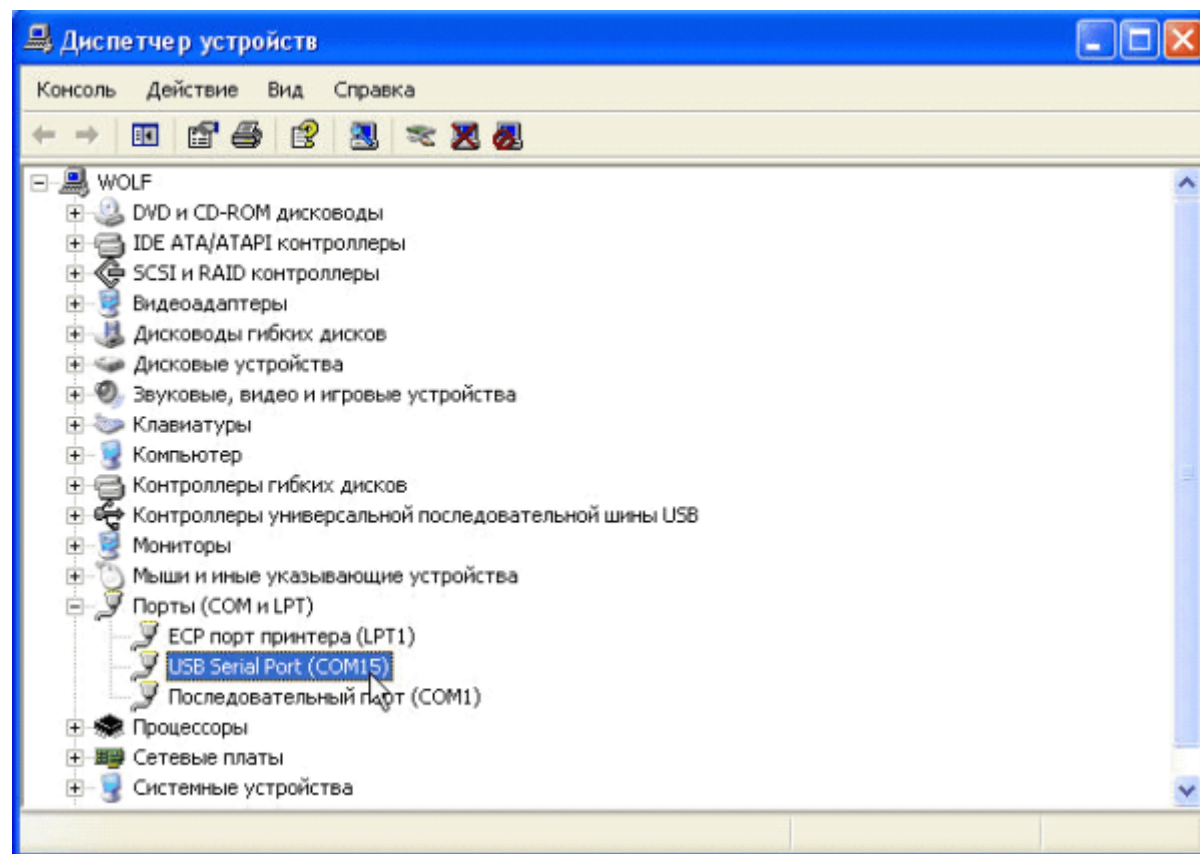 Диспетчер устройств
Консоль Действие Вид Справка
WOLF
DVD и CD-ROM дисководы
IDE ATA/ATAPI контроллеры
SCSI и RAID контроллеры
Видеоадаптеры
Дисководы гибких дисков
Дисковые устройства
Звуковые, видео и игровые устройства
Клавиатуры
Компьютер
Контроллеры гибких дисков
Контроллеры универсальной последовательной шины USB
Мониторы
Мыши и иные указывающие устройства
Порты (COM и LPT)
ECP порт принтера (LPT1)
USB Serial Port (COM15)
Последовательный порт (COM1)
Процессоры
Сетевые платы
Системные устройства